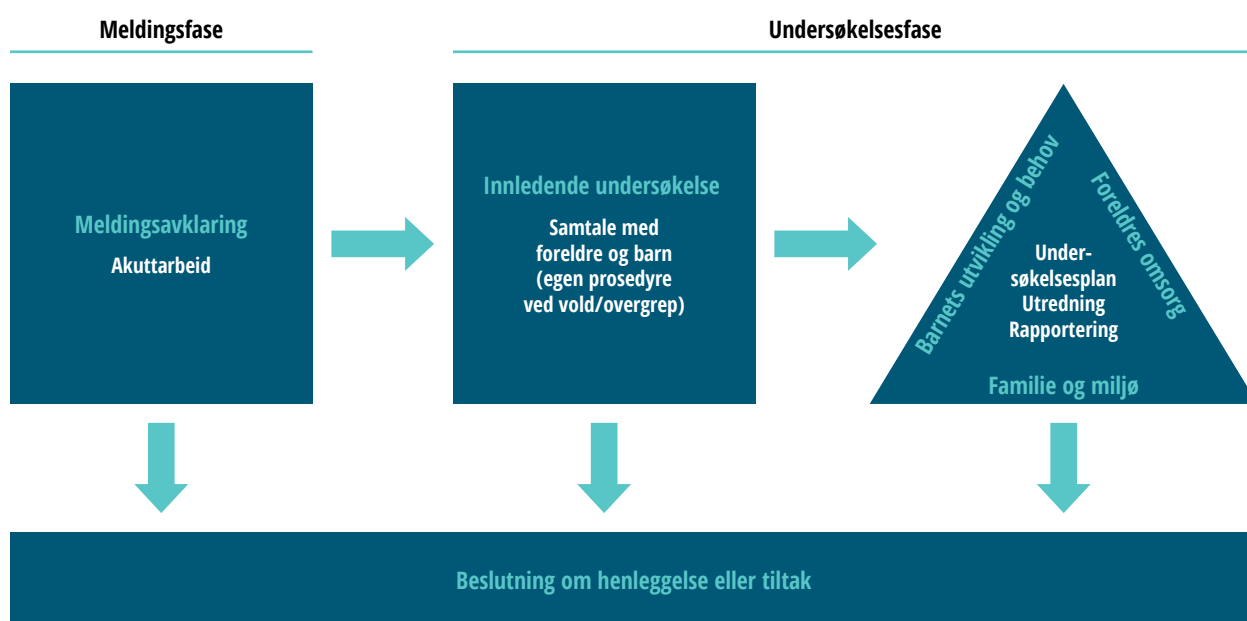 Meldingsfase
Undersøkelsesfase
Meldingsavklaring
Akuttarbeid
Innledende undersøkelse
Samtale med
foreldre og barn
(egen prosedyre
ved vold/overgrep)
Barnets utvikling og behov
Foreldres omsorg
Under-
søkelsesplan
Utredning
Rapportering
Familie og miljø
Beslutning om henleggelse eller tiltak